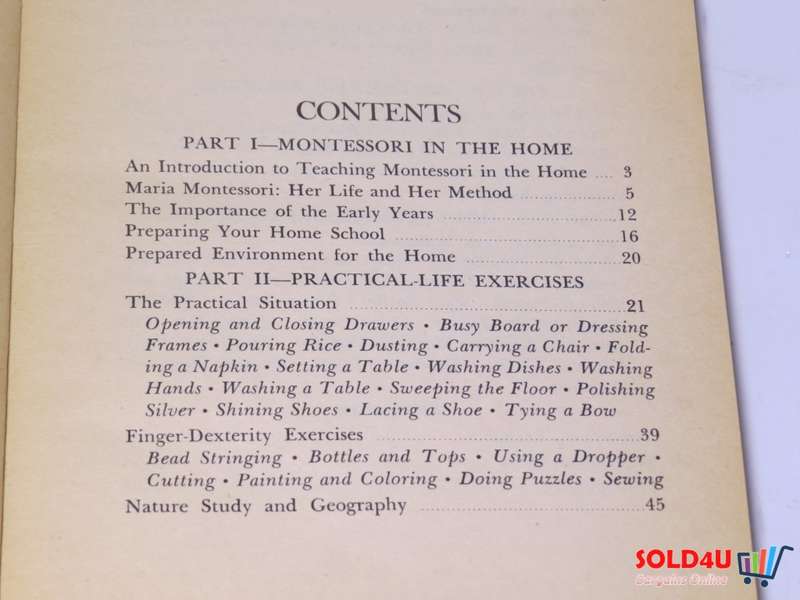 CONTENTS
PART I—MONTESSORI IN THE HOME
An Introduction to Teaching Montessori in the Home .... 3
Maria Montessori: Her Life and Her Method .................... 5
The Importance of the Early Years .................................... 12
Preparing Your Home School ............................................. 16
Prepared Environment for the Home ................................ 20
PART II—PRACTICAL-LIFE EXERCISES
The Practical Situation ....................................................... 21
Opening and Closing Drawers • Busy Board or Dressing
Frames • Pouring Rice • Dusting • Carrying a Chair • Fold-
ing a Napkin • Setting a Table • Washing Dishes • Washing
Hands • Washing a Table • Sweeping the Floor • Polishing
Silver • Shining Shoes • Lacing a Shoe • Tying a Bow
Finger-Dexterity Exercises .................................................. 39
Bead Stringing • Bottles and Tops • Using a Dropper •
Cutting • Painting and Coloring • Doing Puzzles • Sewing
Nature Study and Geography ............................................. 45
SOLD4U
Bargains Online